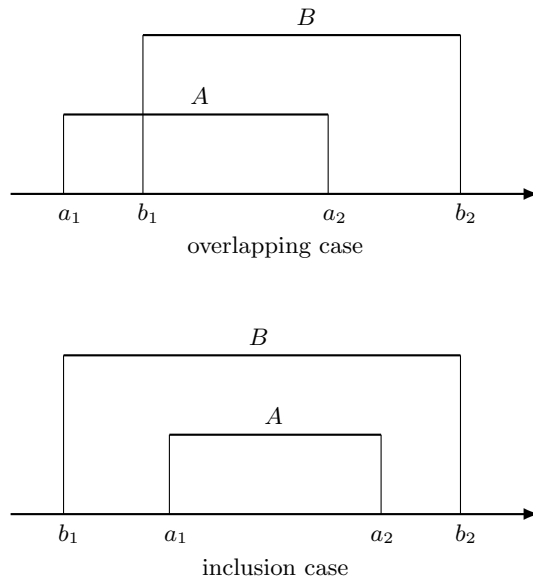 B
A
a₁ b₁ a₂ b₂
overlapping case
B
A
b₁ a₁ a₂ b₂
inclusion case